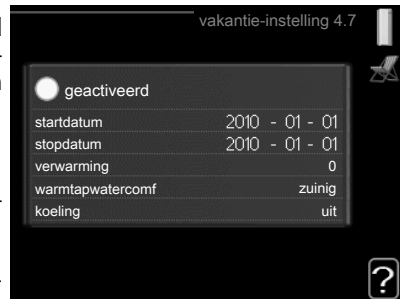 vakantie-instelling 4.7
geactiveerd
startdatum 2010 - 01 - 01
stopdatum 2010 - 01 - 01
verwarming 0
warmtapwatercomf zuinig
koeling uit
?